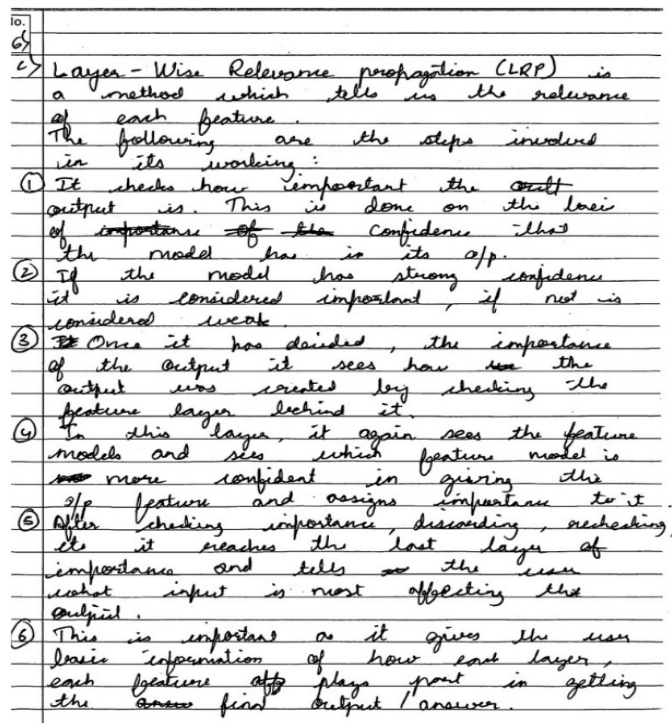 No.
6)
c) Layer - Wise Relevance propagation (LRP) is
a method which tells us the relevance
of each feature.
The following are the steps involved
in its working :
① It checks how important the
output is. This is done on the
of confidence that
the model has in its o/p.
② If the model has strong confidence
it is considered important, if not is
considered weak.
③ Once it has decided, the importance
of the output it sees how the
output was created by checking the
feature layer behind it.
④ In this layer, it again sees the feature
models and sees which feature model is
more confident in giving the
o/p feature and assigns importance to it
⑤ After checking importance, discarding, rechecking
etc it reaches the last layer of
importance and tells the user
what input is most affecting the
output.
⑥ This is important as it gives the user
basic information of how each layer,
each feature plays part in getting
the final output / answer.